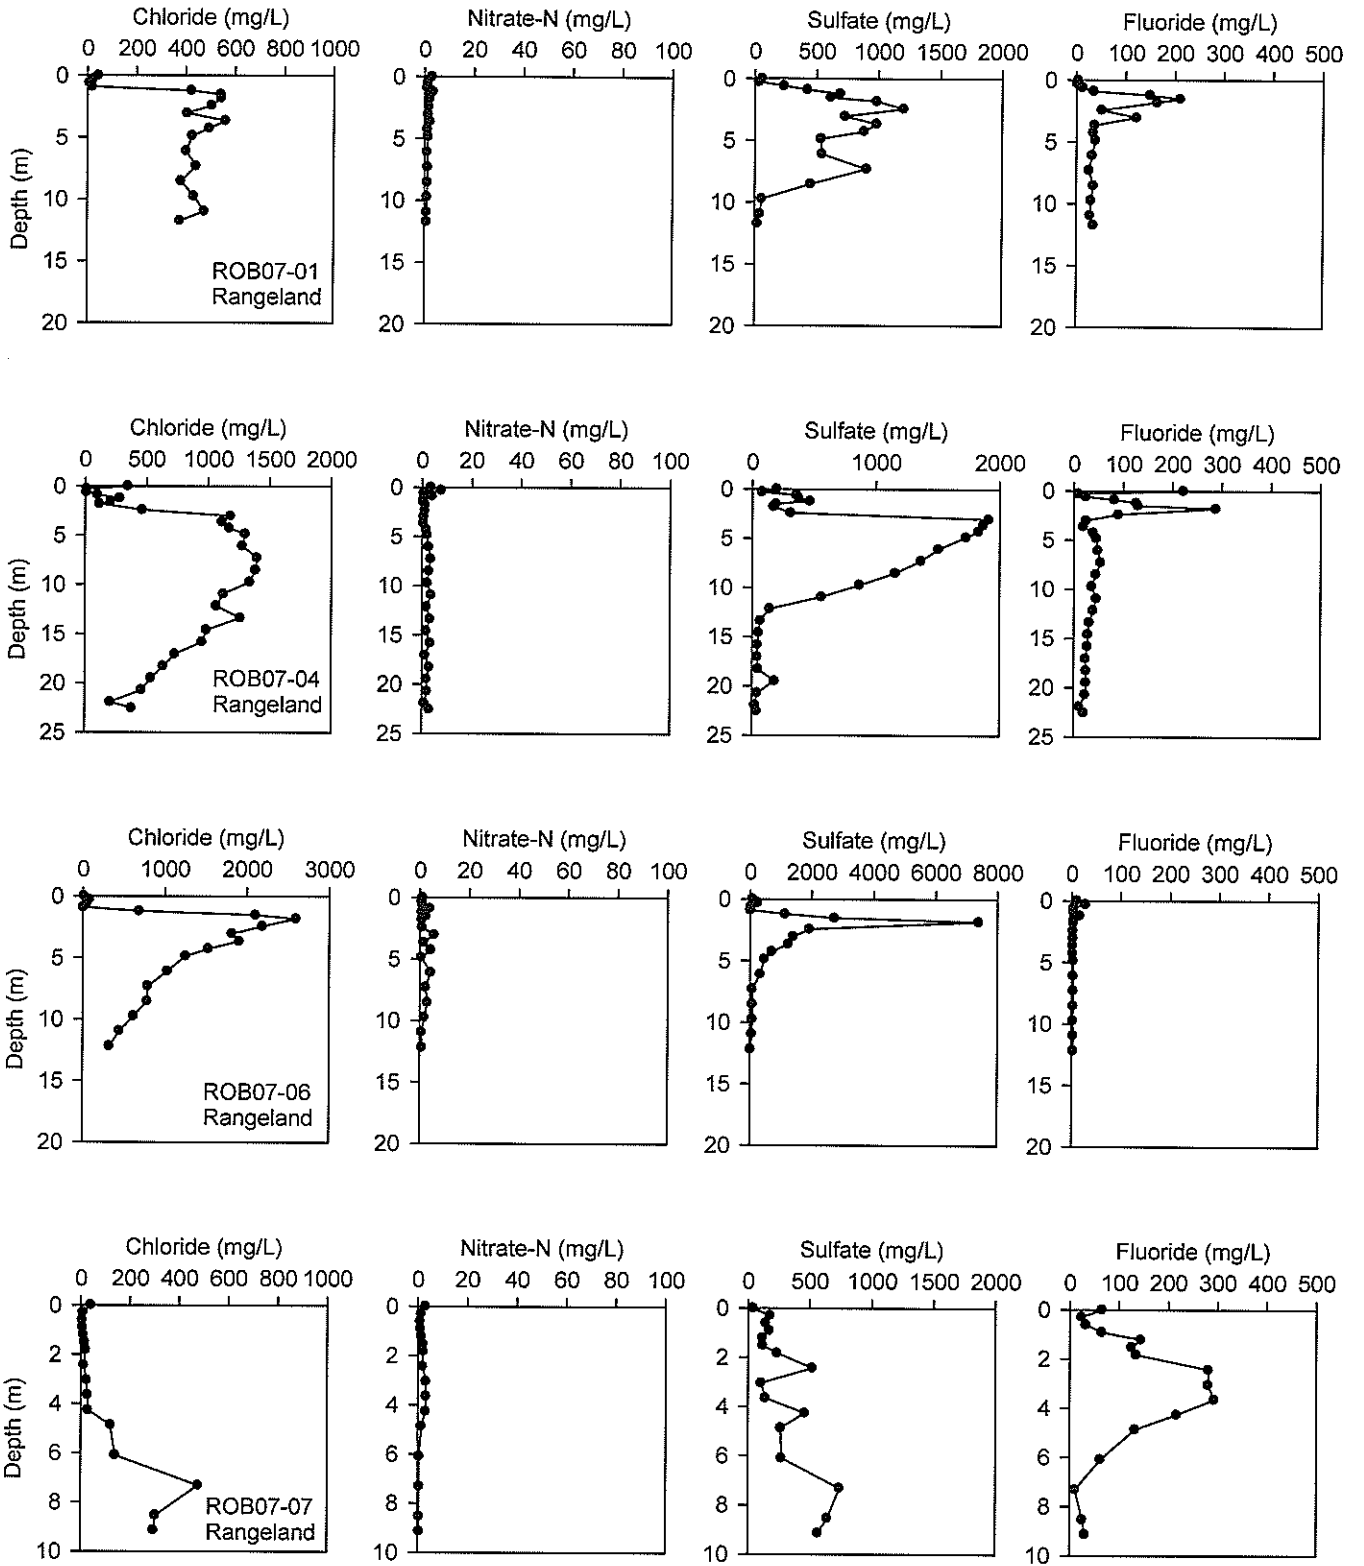 Chloride (mg/L) Nitrate-N (mg/L) Sulfate (mg/L) Fluoride (mg/L)
0 200 400 600 800 1000 0 20 40 60 80 100 0 500 1000 1500 2000 0 100 200 300 400 500
Depth (m)
0 0 0 0
5 5 5 5
10 10 10 10
15 15 15 15
ROB07-01
Rangeland
20 20 20 20
Chloride (mg/L) Nitrate-N (mg/L) Sulfate (mg/L) Fluoride (mg/L)
0 500 1000 1500 2000 0 20 40 60 80 100 0 1000 2000 0 100 200 300 400 500
Depth (m)
0 0 0 0
5 5 5 5
10 10 10 10
15 15 15 15
20 20 20 20
ROB07-04
Rangeland
25 25 25 25
Chloride (mg/L) Nitrate-N (mg/L) Sulfate (mg/L) Fluoride (mg/L)
0 1000 2000 3000 0 20 40 60 80 100 0 2000 4000 6000 8000 0 100 200 300 400 500
Depth (m)
0 0 0 0
5 5 5 5
10 10 10 10
15 15 15 15
ROB07-06
Rangeland
20 20 20 20
Chloride (mg/L) Nitrate-N (mg/L) Sulfate (mg/L) Fluoride (mg/L)
0 200 400 600 800 1000 0 20 40 60 80 100 0 500 1000 1500 2000 0 100 200 300 400 500
Depth (m)
0 0 0 0
2 2 2 2
4 4 4 4
6 6 6 6
8 8 8 8
ROB07-07
Rangeland
10 10 10 10